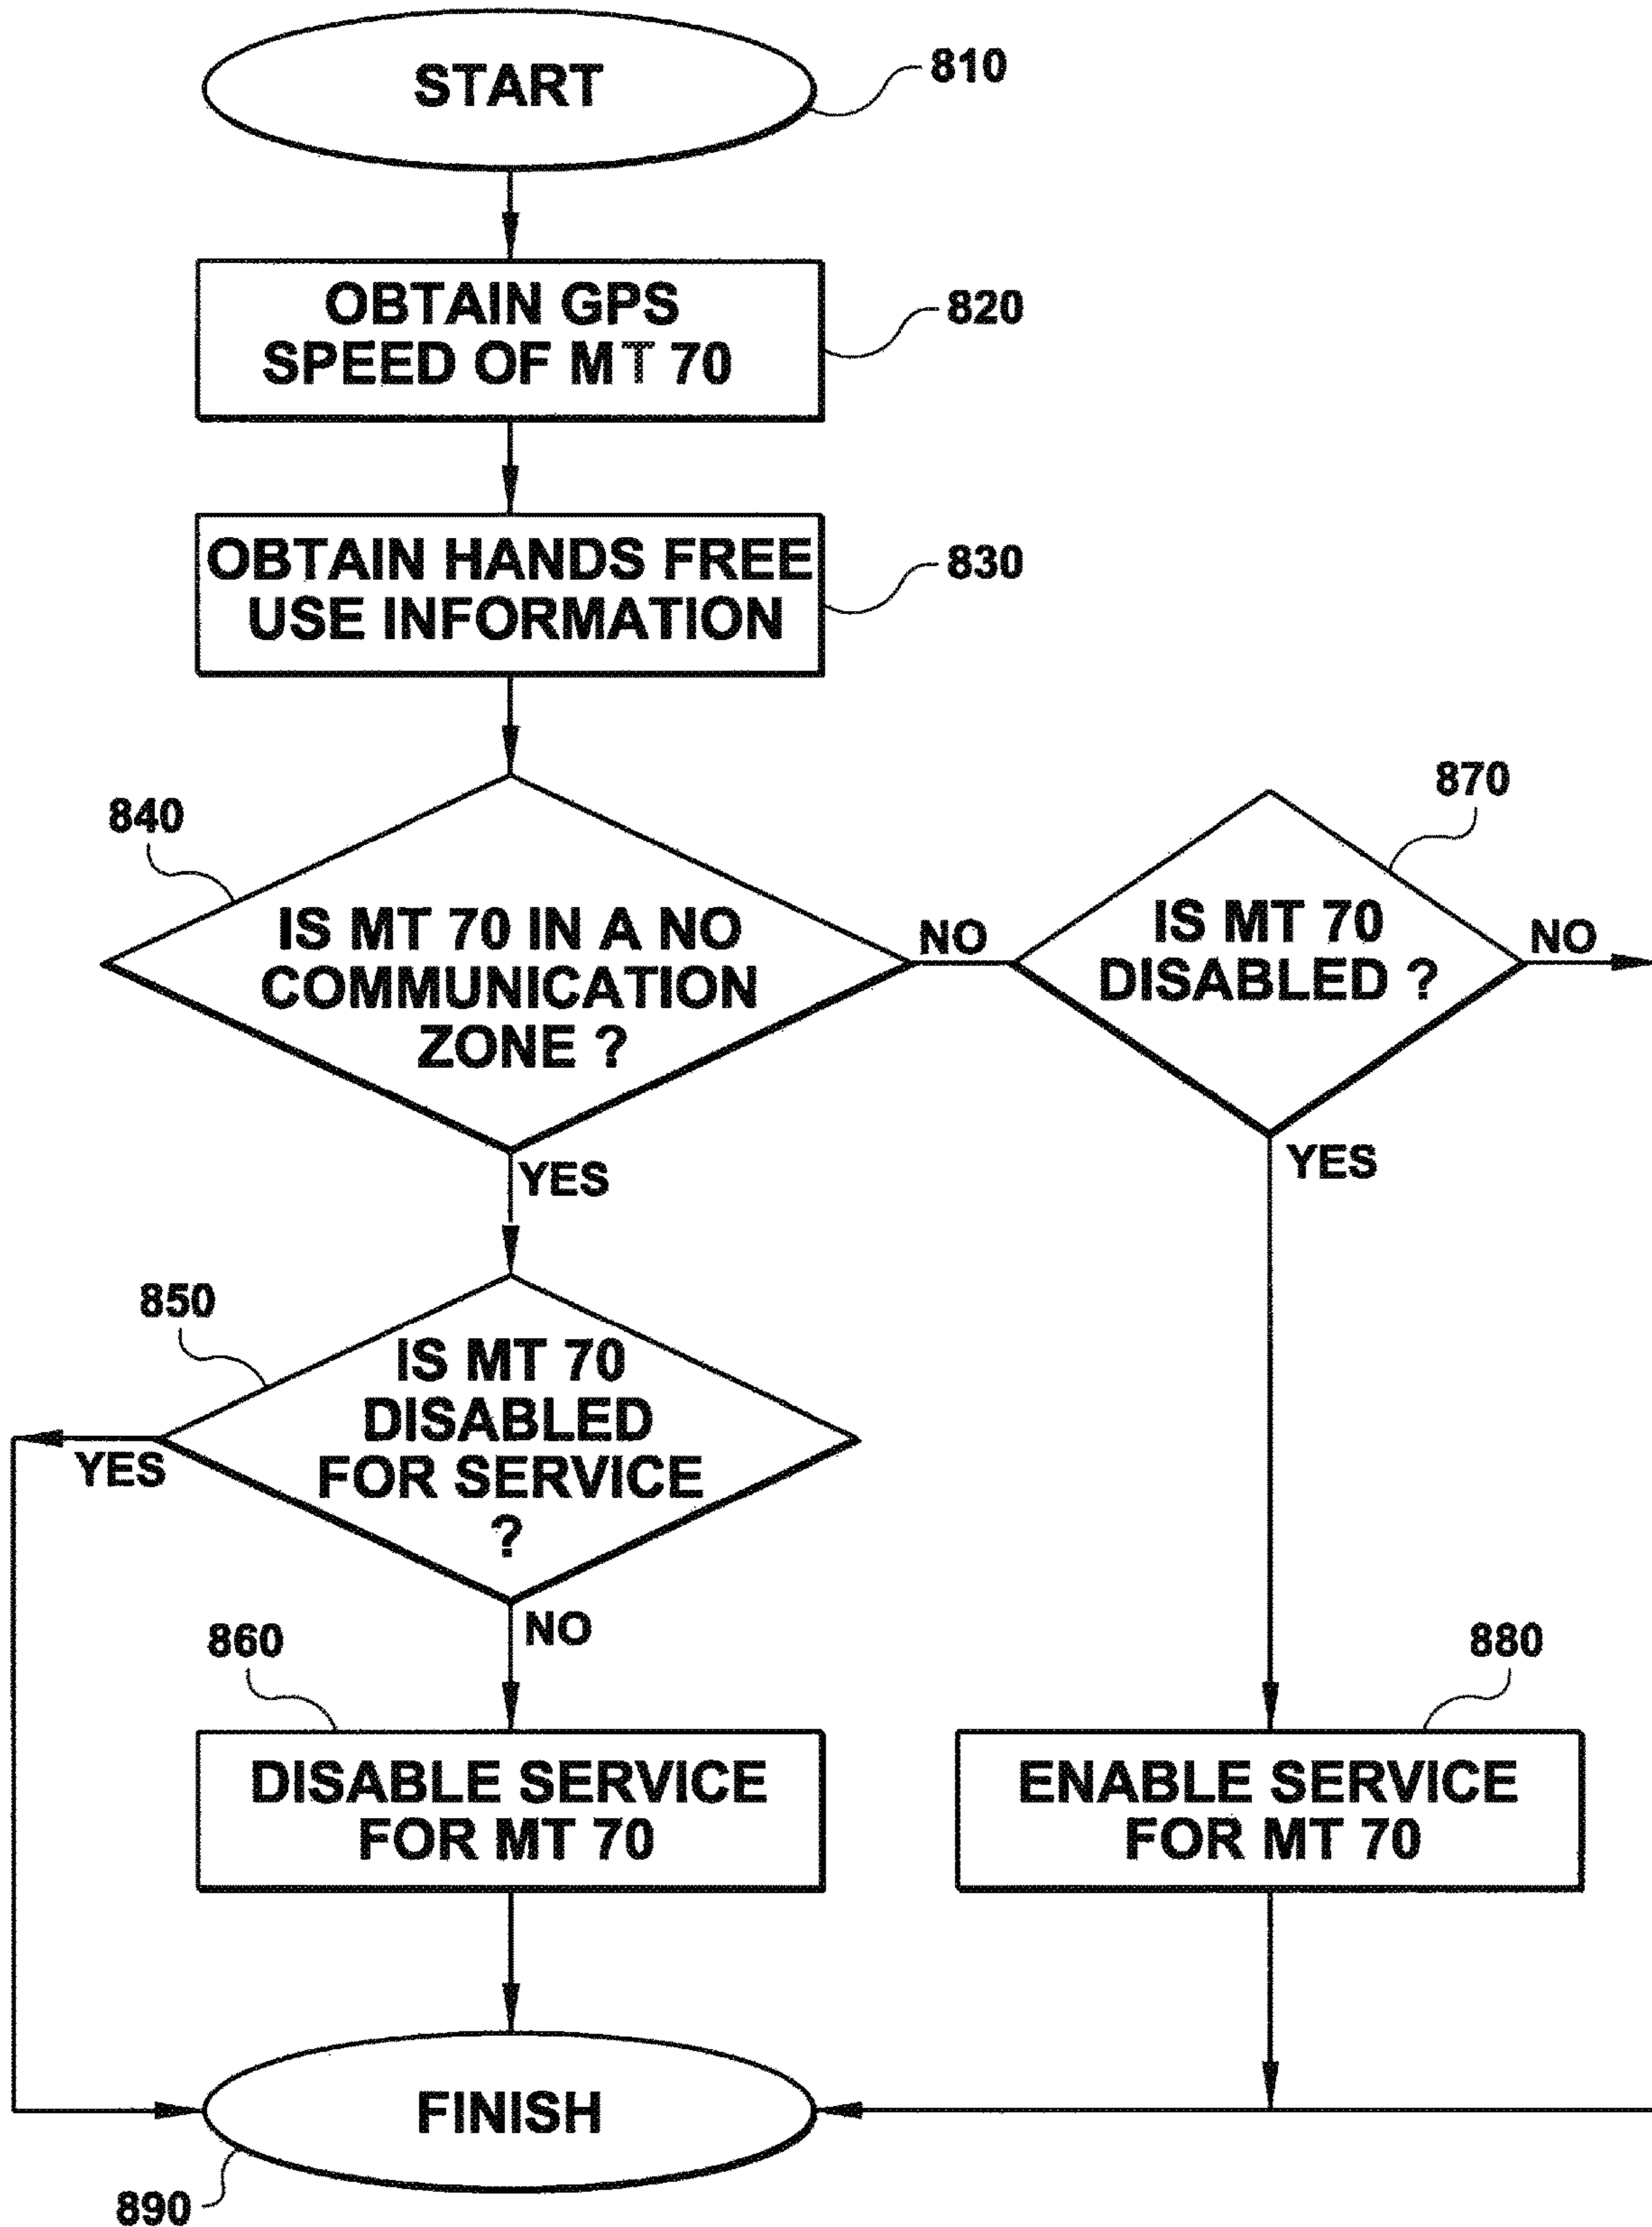 START
810
OBTAIN GPS
SPEED OF MT 70
820
OBTAIN HANDS FREE
USE INFORMATION
830
840
IS MT 70 IN A NO
COMMUNICATION
ZONE ?
NO
YES
870
IS MT 70
DISABLED ?
NO
YES
850
IS MT 70
DISABLED
FOR SERVICE
?
YES
NO
860
DISABLE SERVICE
FOR MT 70
880
ENABLE SERVICE
FOR MT 70
FINISH
890